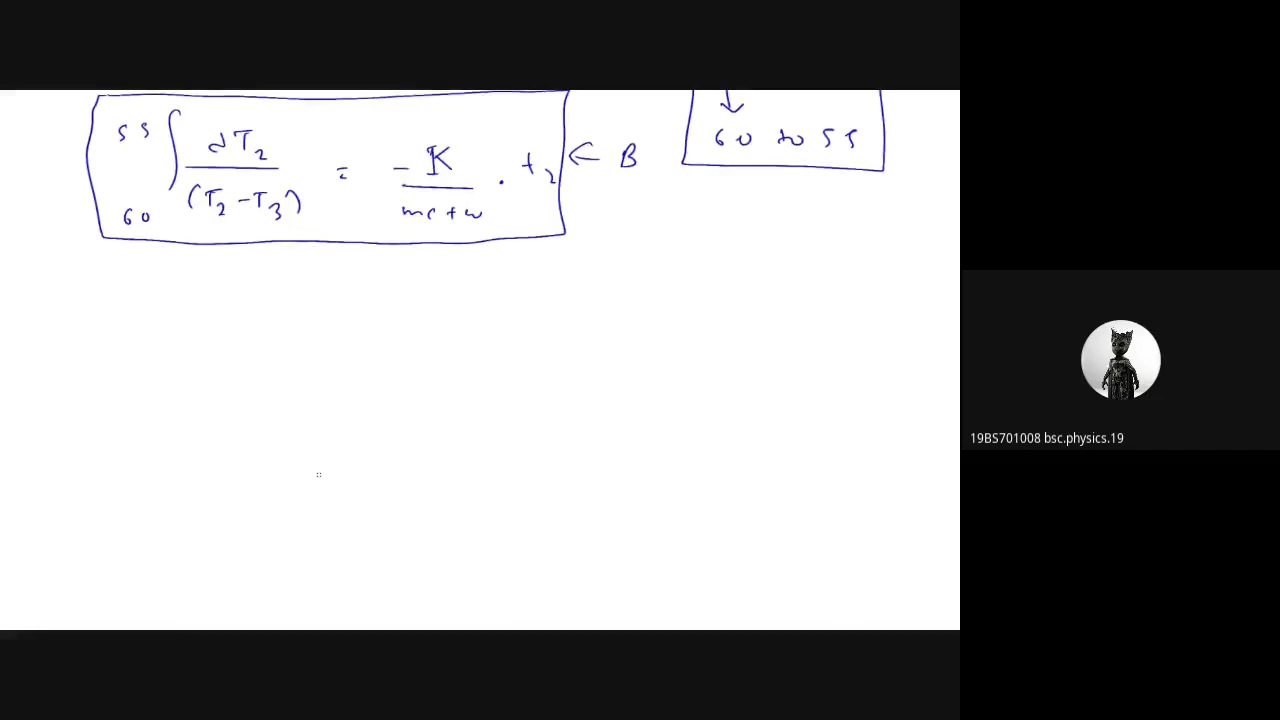 55 ∫ dT₂ / (T₂ - T₃) = - K / mc + w . t₂ ← B
60
↓
60 to 55
19BS701008 bsc.physics.19